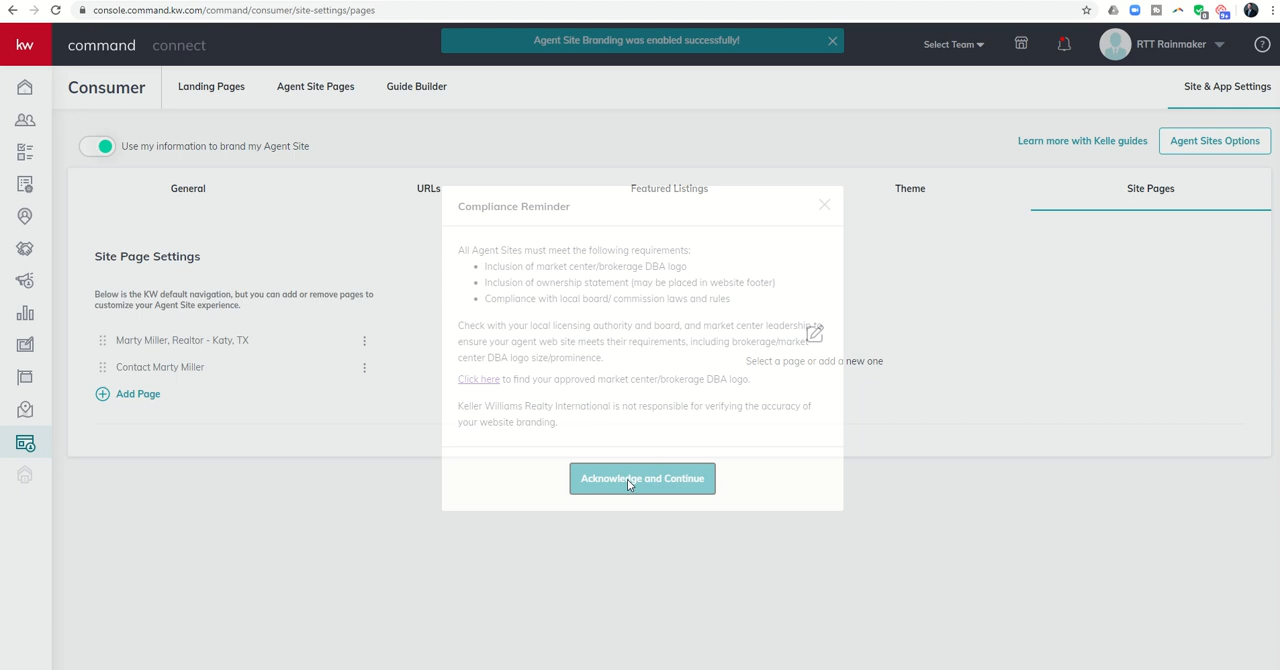 console.command.kw.com/command/consumer/site-settings/pages
0
9+
kw
command connect
Agent Site Branding was enabled successfully!
Select Team
RTT Rainmaker
?
Consumer
Landing Pages
Agent Site Pages
Guide Builder
Site & App Settings
Use my information to brand my Agent Site
Learn more with Kelle guides
Agent Sites Options
General
URLs
Featured Listings
Theme
Site Pages
Compliance Reminder
All Agent Sites must meet the following requirements:
• Inclusion of market center/brokerage DBA logo
• Inclusion of ownership statement (may be placed in website footer)
• Compliance with local board/ commission laws and rules
Check with your local licensing authority and board, and market center leadership to
ensure your agent web site meets their requirements, including brokerage/market
center DBA logo size/prominence.
Click here to find your approved market center/brokerage DBA logo.
Keller Williams Realty International is not responsible for verifying the accuracy of
your website branding.
Acknowledge and Continue
Site Page Settings
Below is the KW default navigation, but you can add or remove pages to
customize your Agent Site experience.
Marty Miller, Realtor - Katy, TX
Contact Marty Miller
Add Page
Select a page or add a new one